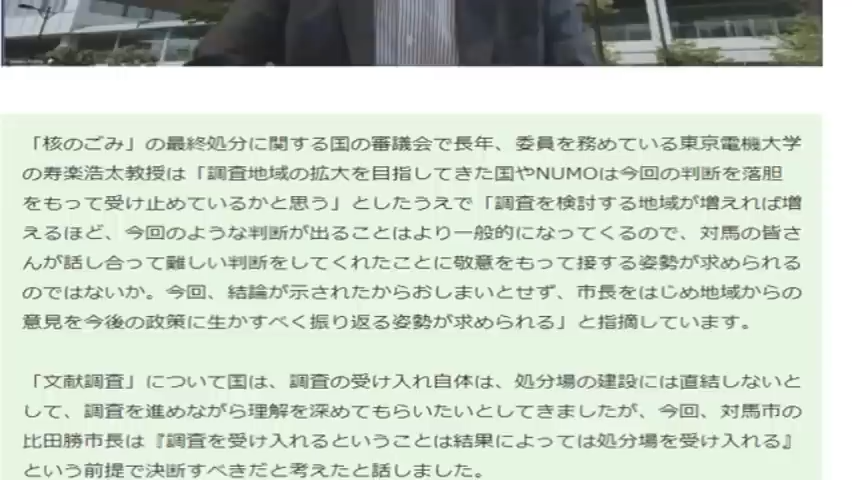 「核のごみ」の最終処分に関する国の審議会で長年、委員を務めている東京電機大学
の寿楽浩太教授は「調査地域の拡大を目指してきた国やNUMOは今回の判断を落胆
をもって受け止めているかと思う」としたうえで「調査を検討する地域が増えれば増
えるほど、今回のような判断が出ることはより一般的になってくるので、対馬の皆さ
んが話し合って難しい判断をしてくれたことに敬意をもって接する姿勢が求められる
のではないか。今回、結論が示されたからおしまいとせず、市長をはじめ地域からの
意見を今後の政策に生かすべく振り返る姿勢が求められる」と指摘しています。
「文献調査」について国は、調査の受け入れ自体は、処分場の建設には直結しないと
して、調査を進めながら理解を深めてもらいたいとしてきましたが、今回、対馬市の
比田勝市長は『調査を受け入れるということは結果によっては処分場を受け入れる』
という前提で決断すべきだと考えたと話しました。